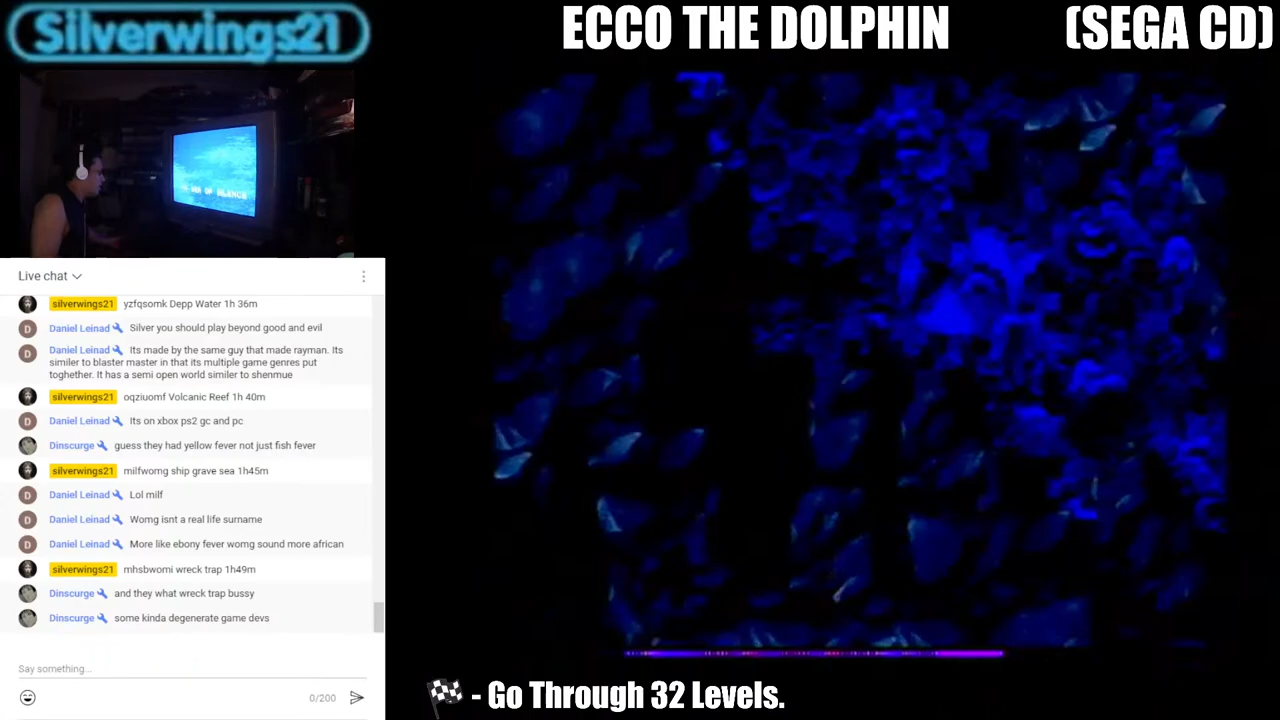 Silverwings21
ECCO THE DOLPHIN (SEGA CD)
SEA OF SILENCE
Live chat
silverwings21 yzfqsomk Depp Water 1h 36m
D Daniel Leinad Silver you should play beyond good and evil
D Daniel Leinad Its made by the same guy that made rayman. Its
similer to blaster master in that its multiple game genres put
toghether. It has a semi open world similer to shenmue
silverwings21 oqziuomf Volcanic Reef 1h 40m
D Daniel Leinad Its on xbox ps2 gc and pc
Dinscurge guess they had yellow fever not just fish fever
silverwings21 milfwomg ship grave sea 1h45m
D Daniel Leinad Lol milf
D Daniel Leinad Womg isnt a real life surname
D Daniel Leinad More like ebony fever womg sound more african
silverwings21 mhsbwomi wreck trap 1h49m
Dinscurge and they what wreck trap bussy
Dinscurge some kinda degenerate game devs
Say something...
0/200
- Go Through 32 Levels.